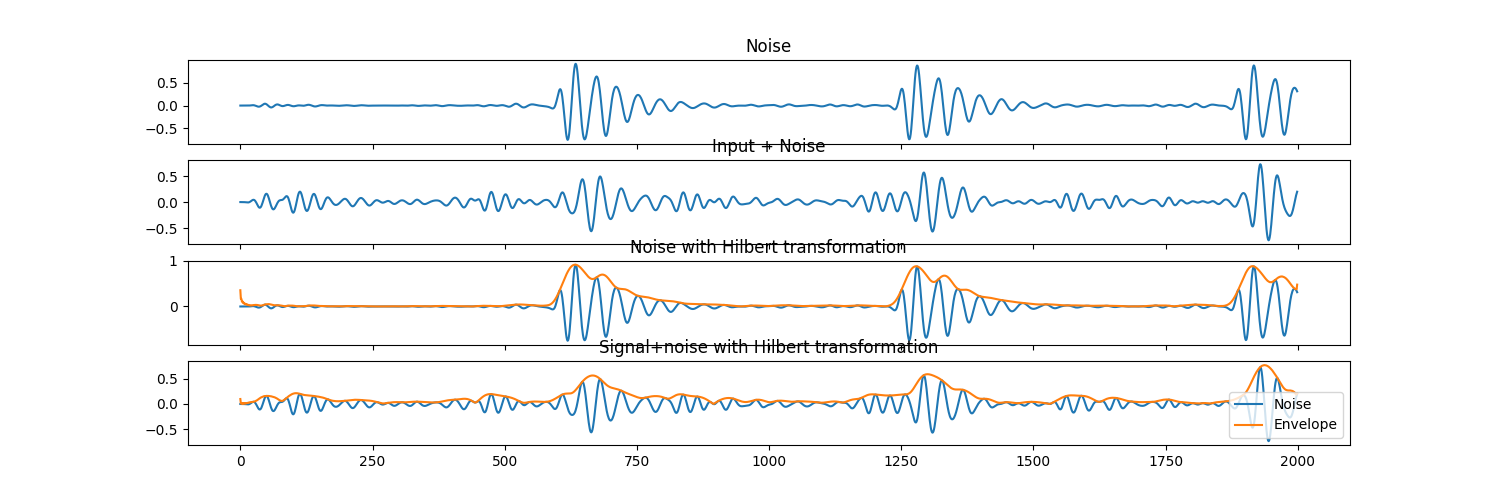 Noise
0.5
0.0
−0.5
Input + Noise
0.5
0.0
−0.5
Noise with Hilbert transformation
1
0
Signal+noise with Hilbert transformation
0.5
0.0
−0.5
Noise
Envelope
0 250 500 750 1000 1250 1500 1750 2000